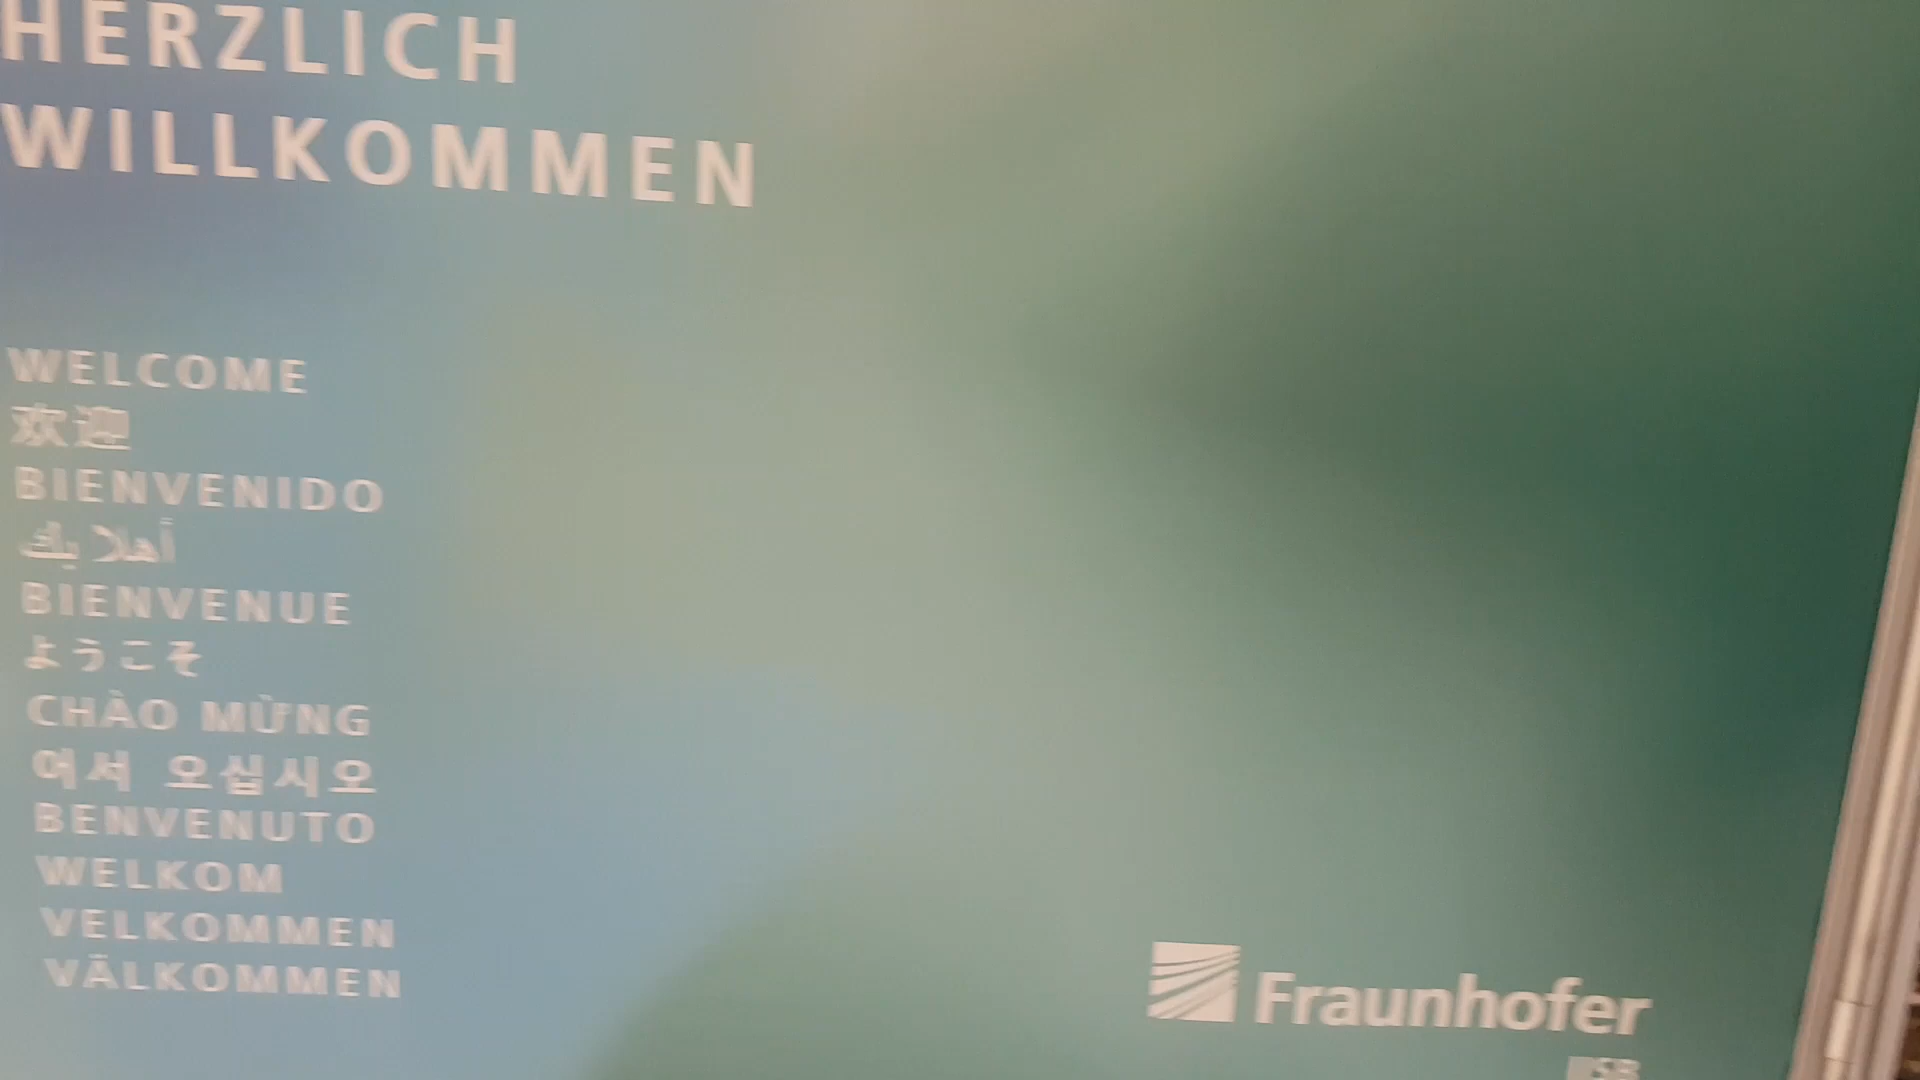 HERZLICH
WILLKOMMEN
WELCOME
欢迎
BIENVENIDO
أهلا بك
BIENVENUE
ようこそ
CHÀO MỪNG
어서 오십시오
BENVENUTO
WELKOM
VELKOMMEN
VÄLKOMMEN
Fraunhofer